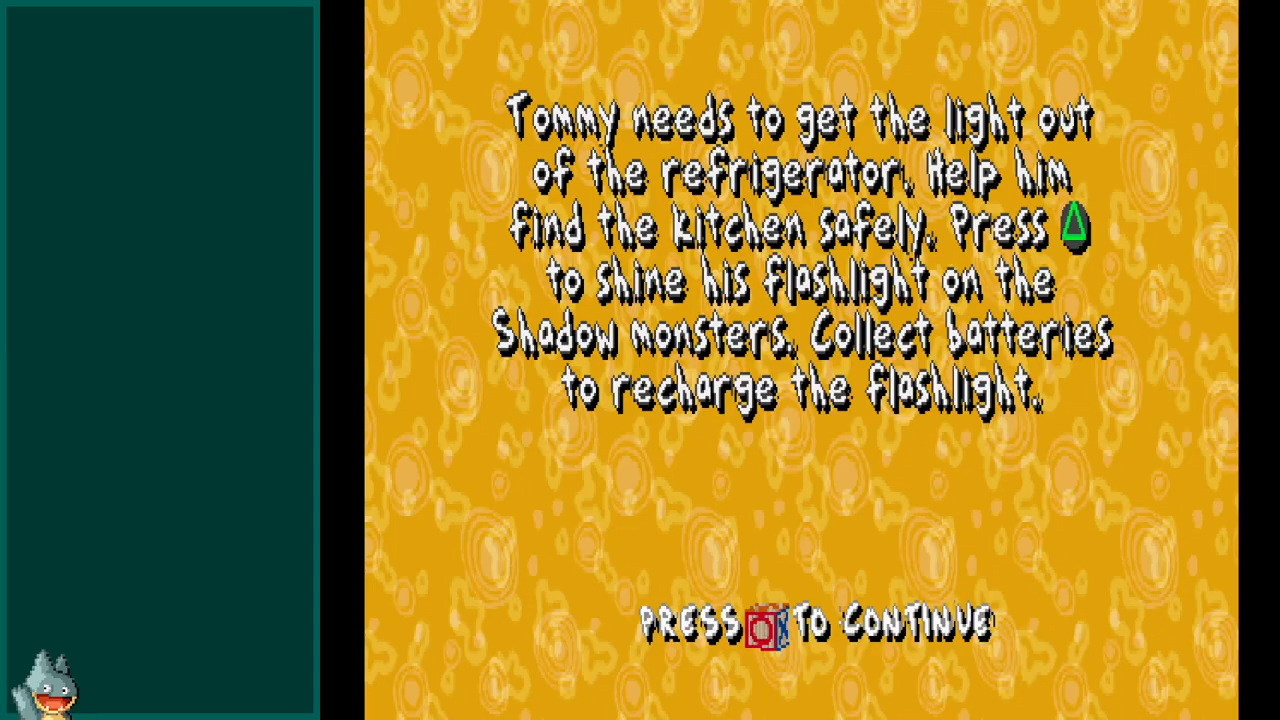 Tommy needs to get the light out
of the refrigerator. Help him
find the kitchen safely. Press
to shine his flashlight on the
Shadow monsters. Collect batteries
to recharge the flashlight.
PRESS TO CONTINUE